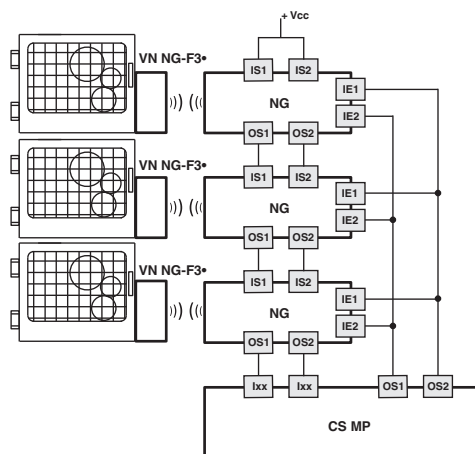 + Vcc
VN NG-F3•
IS1 IS2
IE1
NG
IE2
OS1 OS2
VN NG-F3•
IS1 IS2
IE1
NG
IE2
OS1 OS2
VN NG-F3•
IS1 IS2
IE1
NG
IE2
OS1 OS2
Ixx Ixx OS1 OS2
CS MP